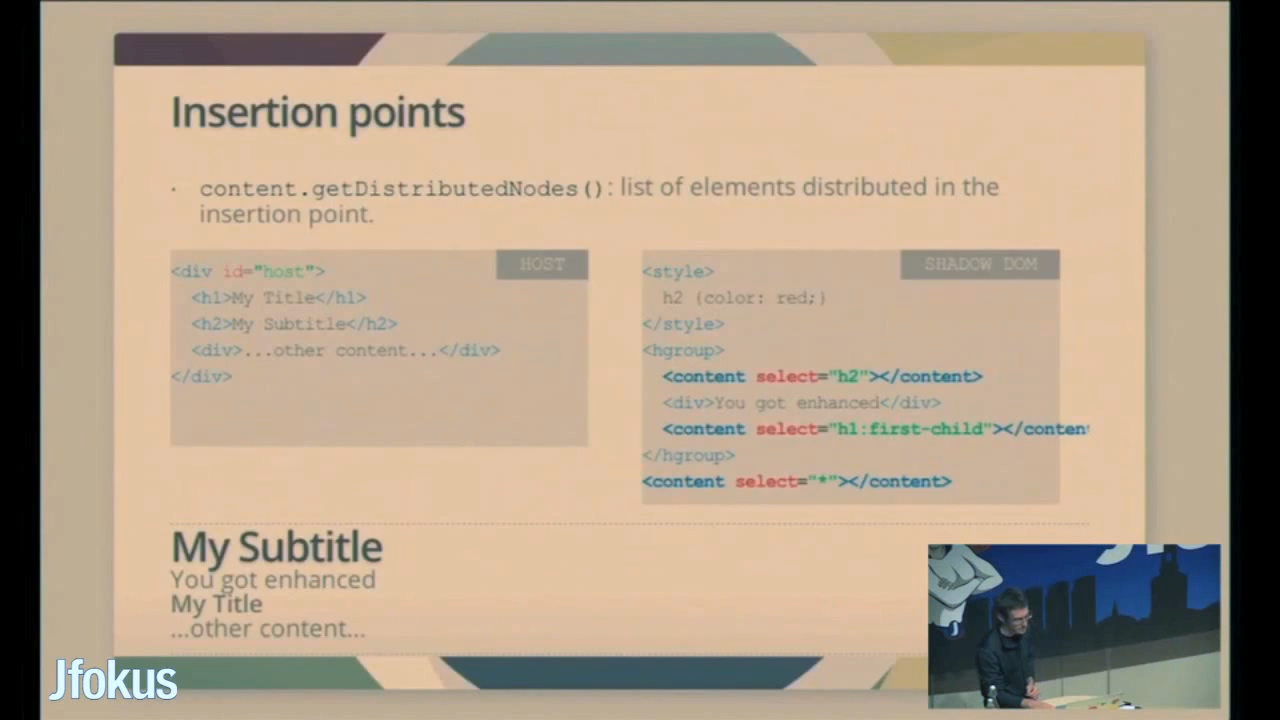 Insertion points
· content.getDistributedNodes(): list of elements distributed in the
insertion point.
HOST
<div id="host">
<h1>My Title</h1>
<h2>My Subtitle</h2>
<div>...other content...</div>
</div>
SHADOW DOM
<style>
h2 {color: red;}
</style>
<hgroup>
<content select="h2"></content>
<div>You got enhanced</div>
<content select="h1:first-child"></conten
</hgroup>
<content select="*"></content>
My Subtitle
You got enhanced
My Title
...other content...
Jfokus